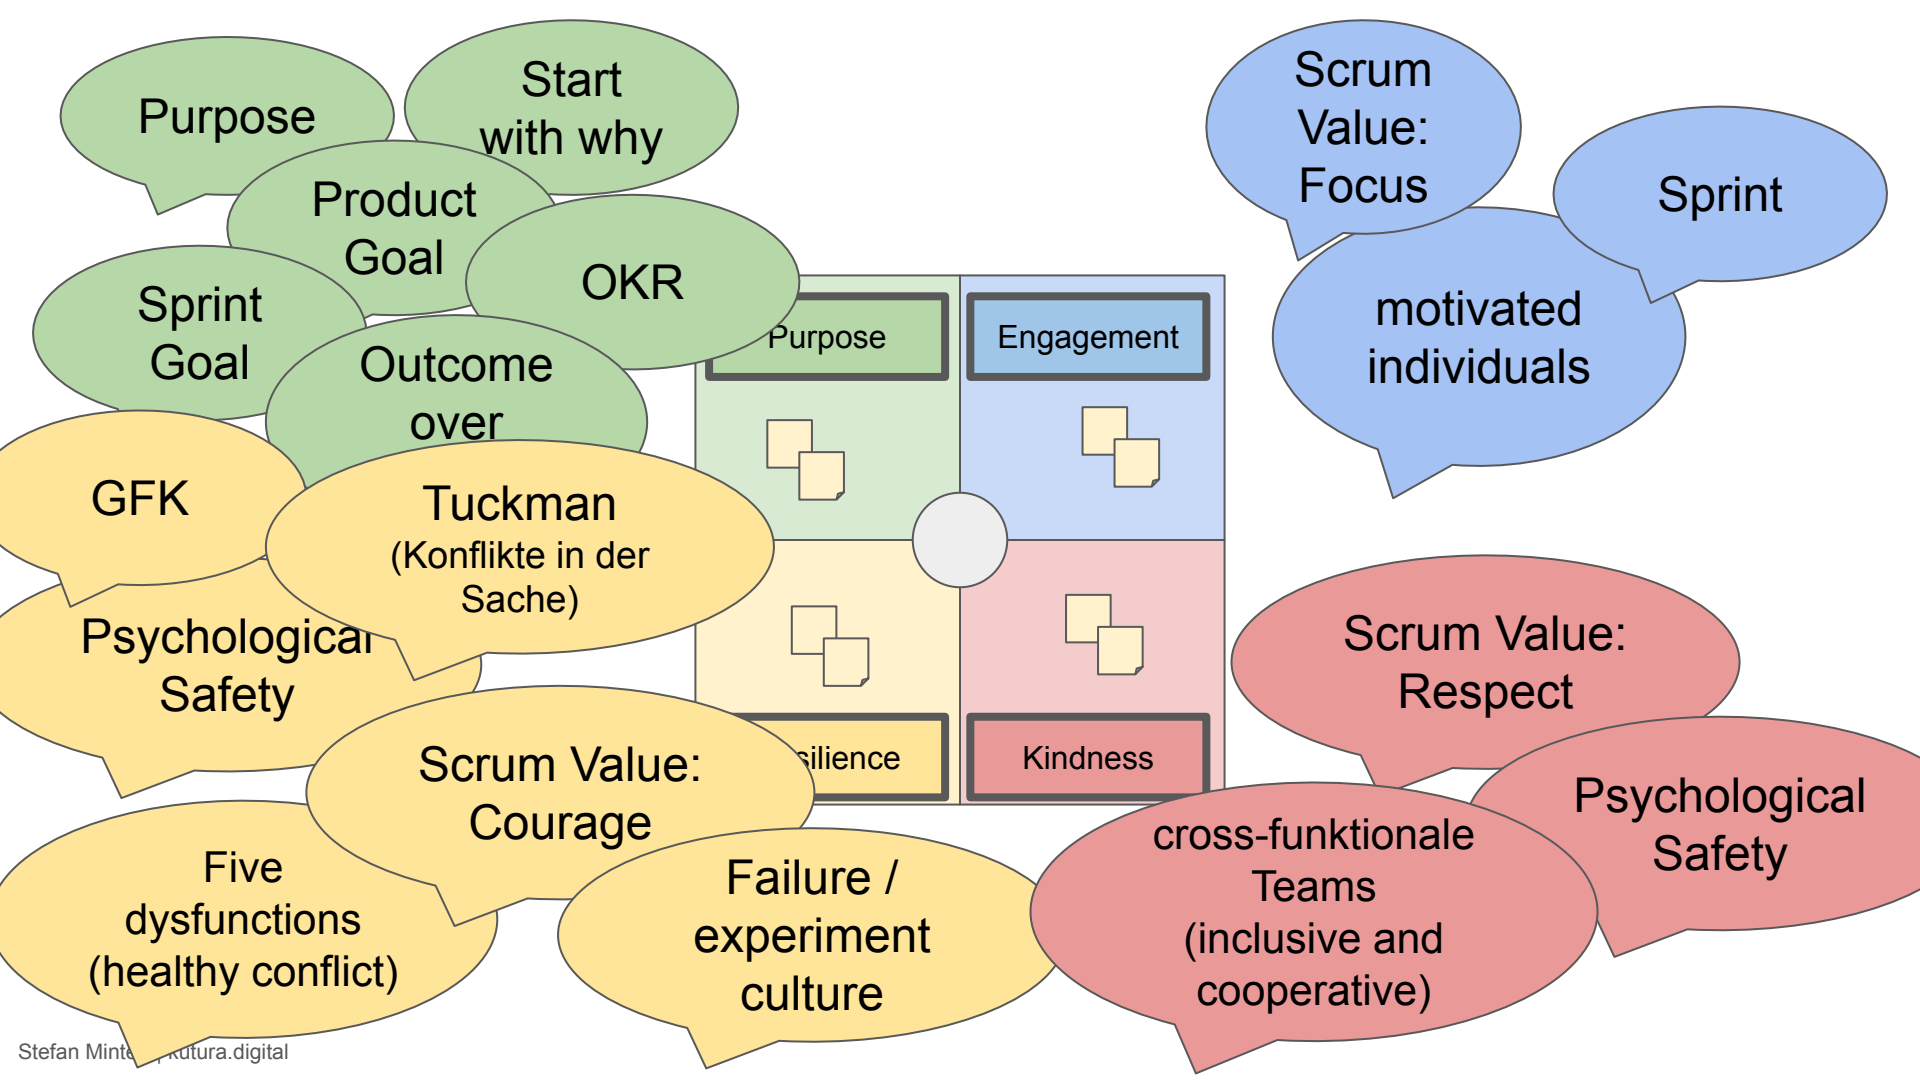 Purpose
Start
with why
Product
Goal
OKR
Sprint
Goal
Outcome
over
Scrum
Value:
Focus
Sprint
motivated
individuals
Purpose
Engagement
GFK
Tuckman
(Konflikte in der
Sache)
Psychological
Safety
Scrum Value:
Courage
Five
dysfunctions
(healthy conflict)
Failure /
experiment
culture
silience
Kindness
Scrum Value:
Respect
Psychological
Safety
cross-funktionale
Teams
(inclusive and
cooperative)
Stefan Minte kutura.digital